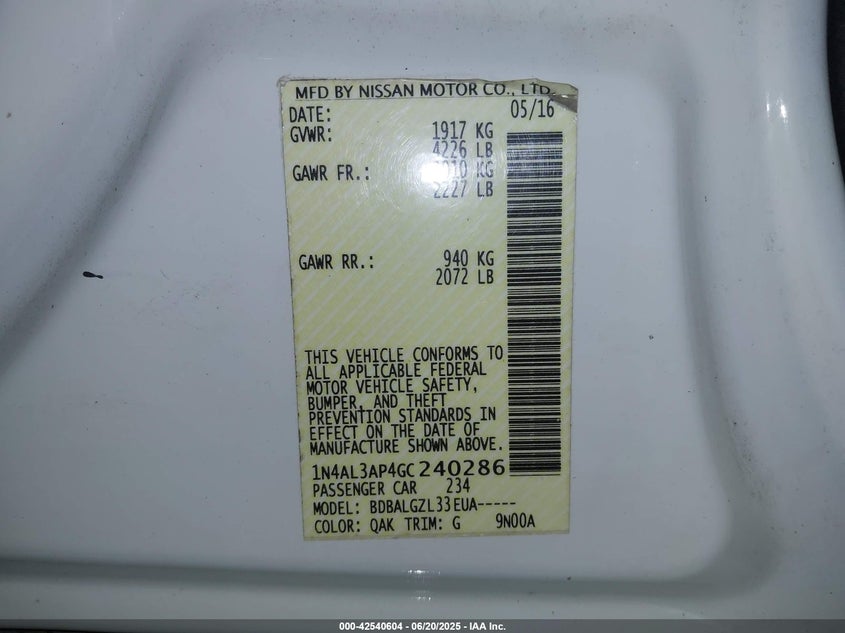 MFD BY NISSAN MOTOR CO., LTD.
DATE: 05/16
GVWR: 1917 KG
4226 LB
GAWR FR.: 1010 KG
2227 LB
GAWR RR.: 940 KG
2072 LB
THIS VEHICLE CONFORMS TO
ALL APPLICABLE FEDERAL
MOTOR VEHICLE SAFETY,
BUMPER, AND THEFT
PREVENTION STANDARDS IN
EFFECT ON THE DATE OF
MANUFACTURE SHOWN ABOVE.
1N4AL3AP4GC240286
PASSENGER CAR 234
MODEL: BDBALGZL33EUA-----
COLOR: QAK TRIM: G 9N00A
000-42540604 / 06/20/2025 - IAA Inc.